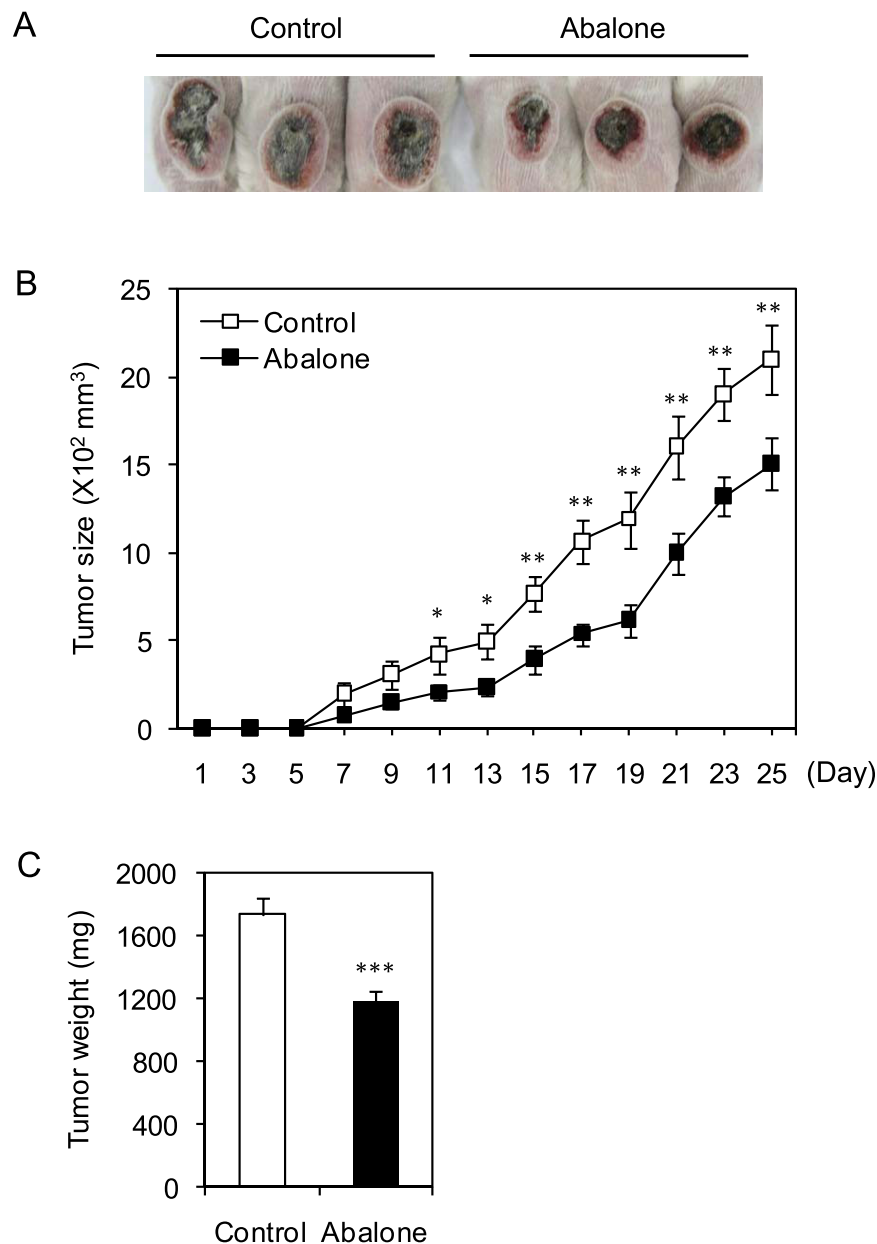 A
Control Abalone
B
Tumor size (X10² mm³)
25
20
15
10
5
0
Control
Abalone
*
*
**
**
**
**
**
**
1 3 5 7 9 11 13 15 17 19 21 23 25 (Day)
C
Tumor weight (mg)
2000
1600
1200
800
400
0
***
Control Abalone